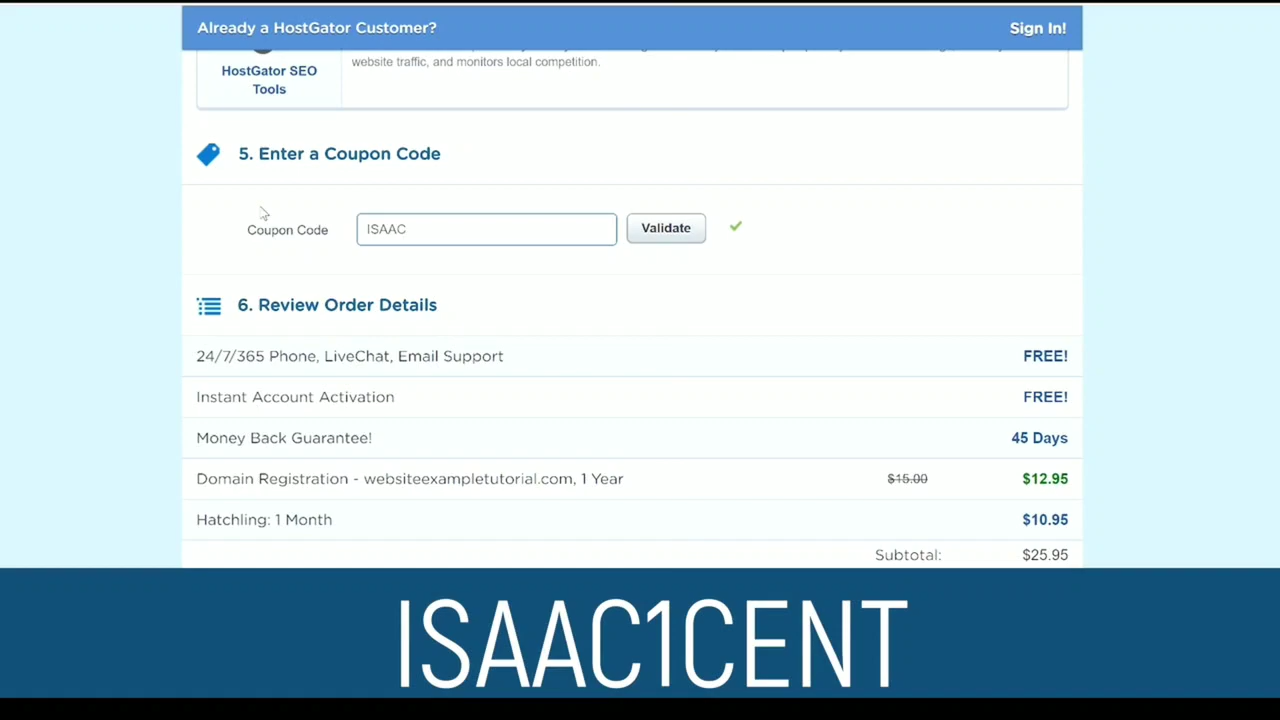 Already a HostGator Customer? Sign In!
website traffic, and monitors local competition.
HostGator SEO
Tools
5. Enter a Coupon Code
Coupon Code ISAAC Validate
6. Review Order Details
24/7/365 Phone, LiveChat, Email Support FREE!
Instant Account Activation FREE!
Money Back Guarantee! 45 Days
Domain Registration - websiteexampletutorial.com, 1 Year $15.00 $12.95
Hatchling: 1 Month $10.95
Subtotal: $25.95
ISAAC1CENT